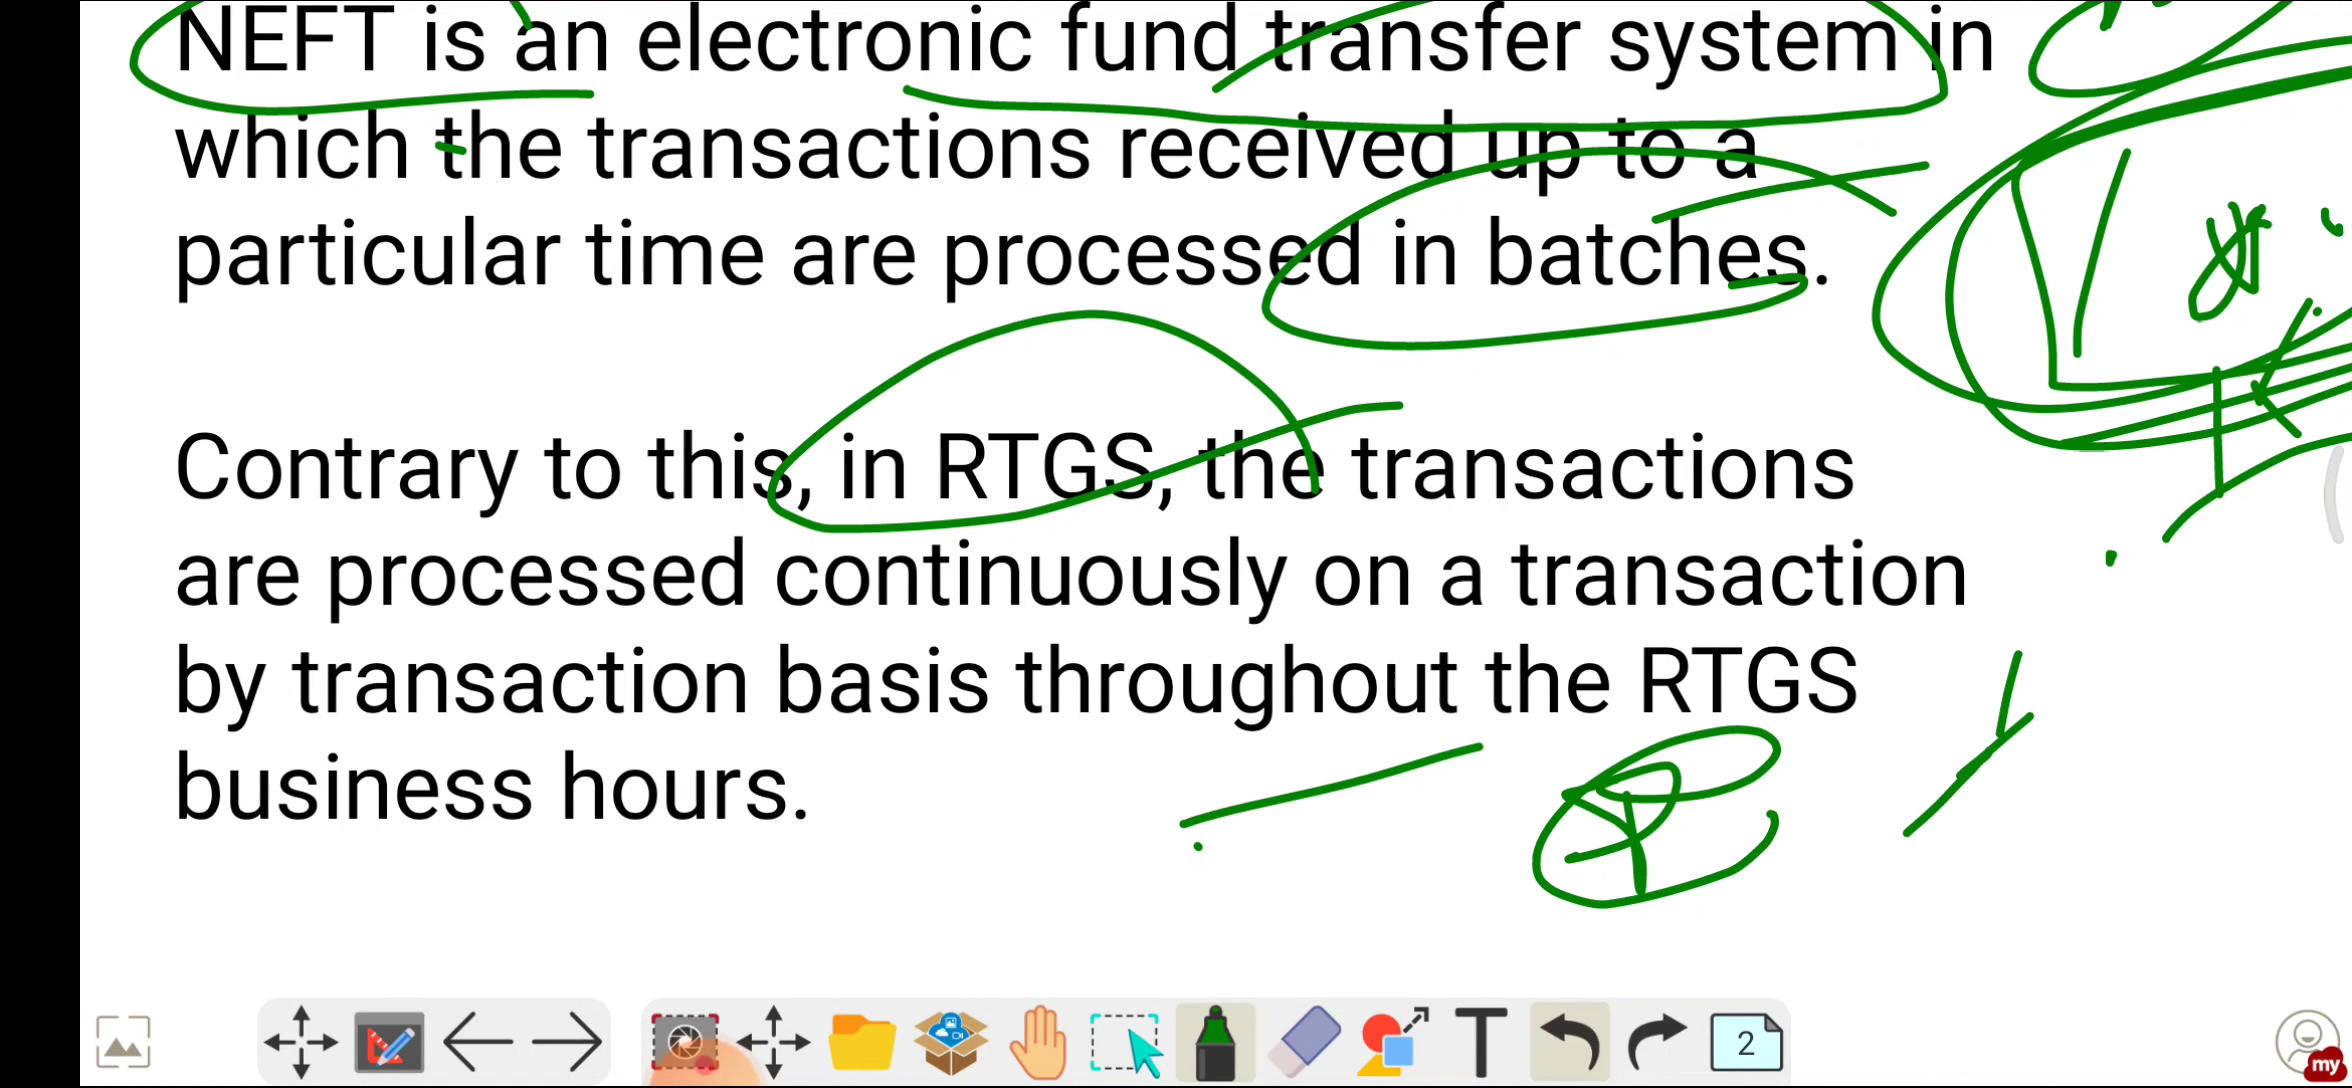 NEFT is an electronic fund transfer system in
which the transactions received up to a
particular time are processed in batches.
Contrary to this, in RTGS, the transactions
are processed continuously on a transaction
by transaction basis throughout the RTGS
business hours.
T
2
my